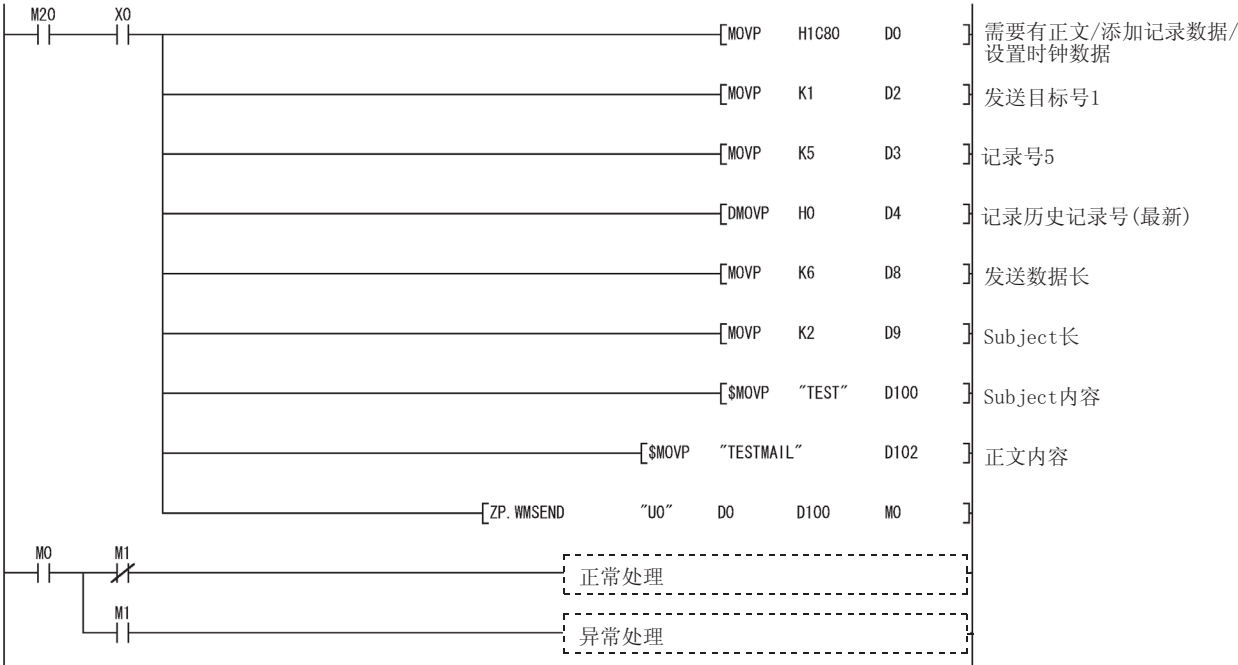 M20 X0
[MOVP H1C80 D0 ] 需要有正文/添加记录数据/
设置时钟数据
[MOVP K1 D2 ] 发送目标号1
[MOVP K5 D3 ] 记录号5
[DMOVP H0 D4 ] 记录历史记录号(最新)
[MOVP K6 D8 ] 发送数据长
[MOVP K2 D9 ] Subject长
[$MOVP "TEST" D100 ] Subject内容
[$MOVP "TESTMAIL" D102 ] 正文内容
[ZP.WMSEND "U0" D0 D100 M0 ]
M0 M1
正常处理
M1
异常处理